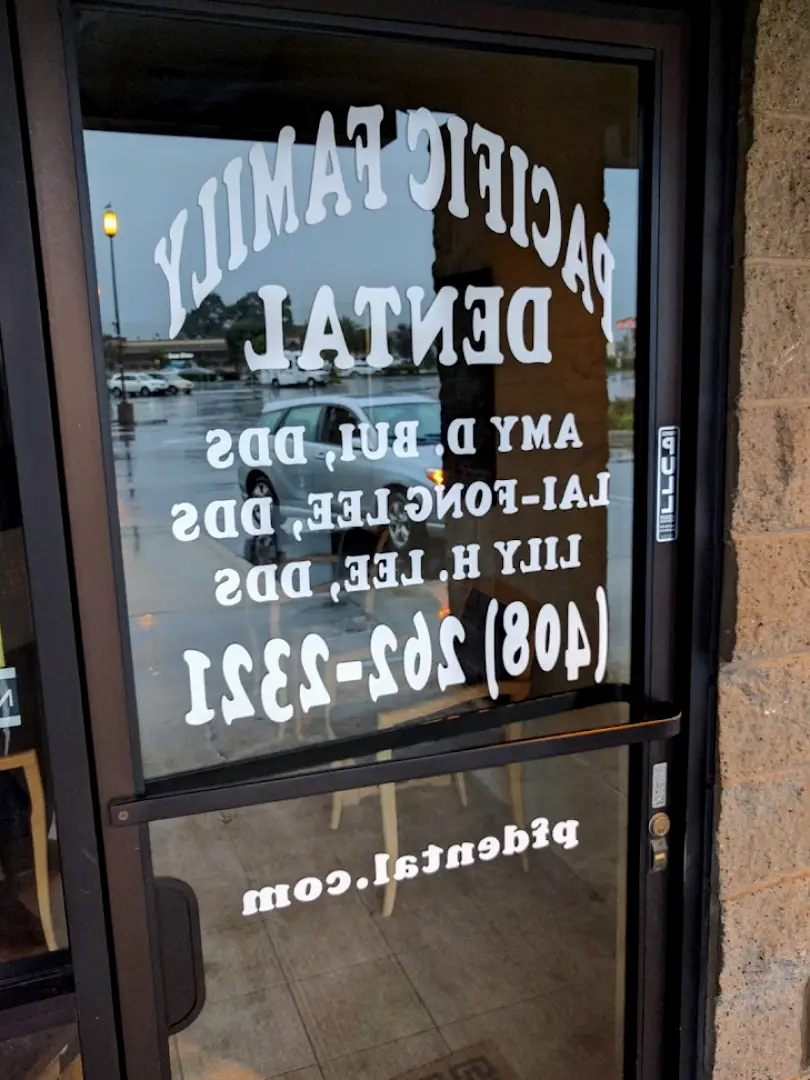 PACIFIC FAMILY
DENTAL
AMY D. BUI, DDS
LAI-FONG LEE, DDS
LILY H. LEE, DDS
(408) 262-2321
PULL
pfdental.com